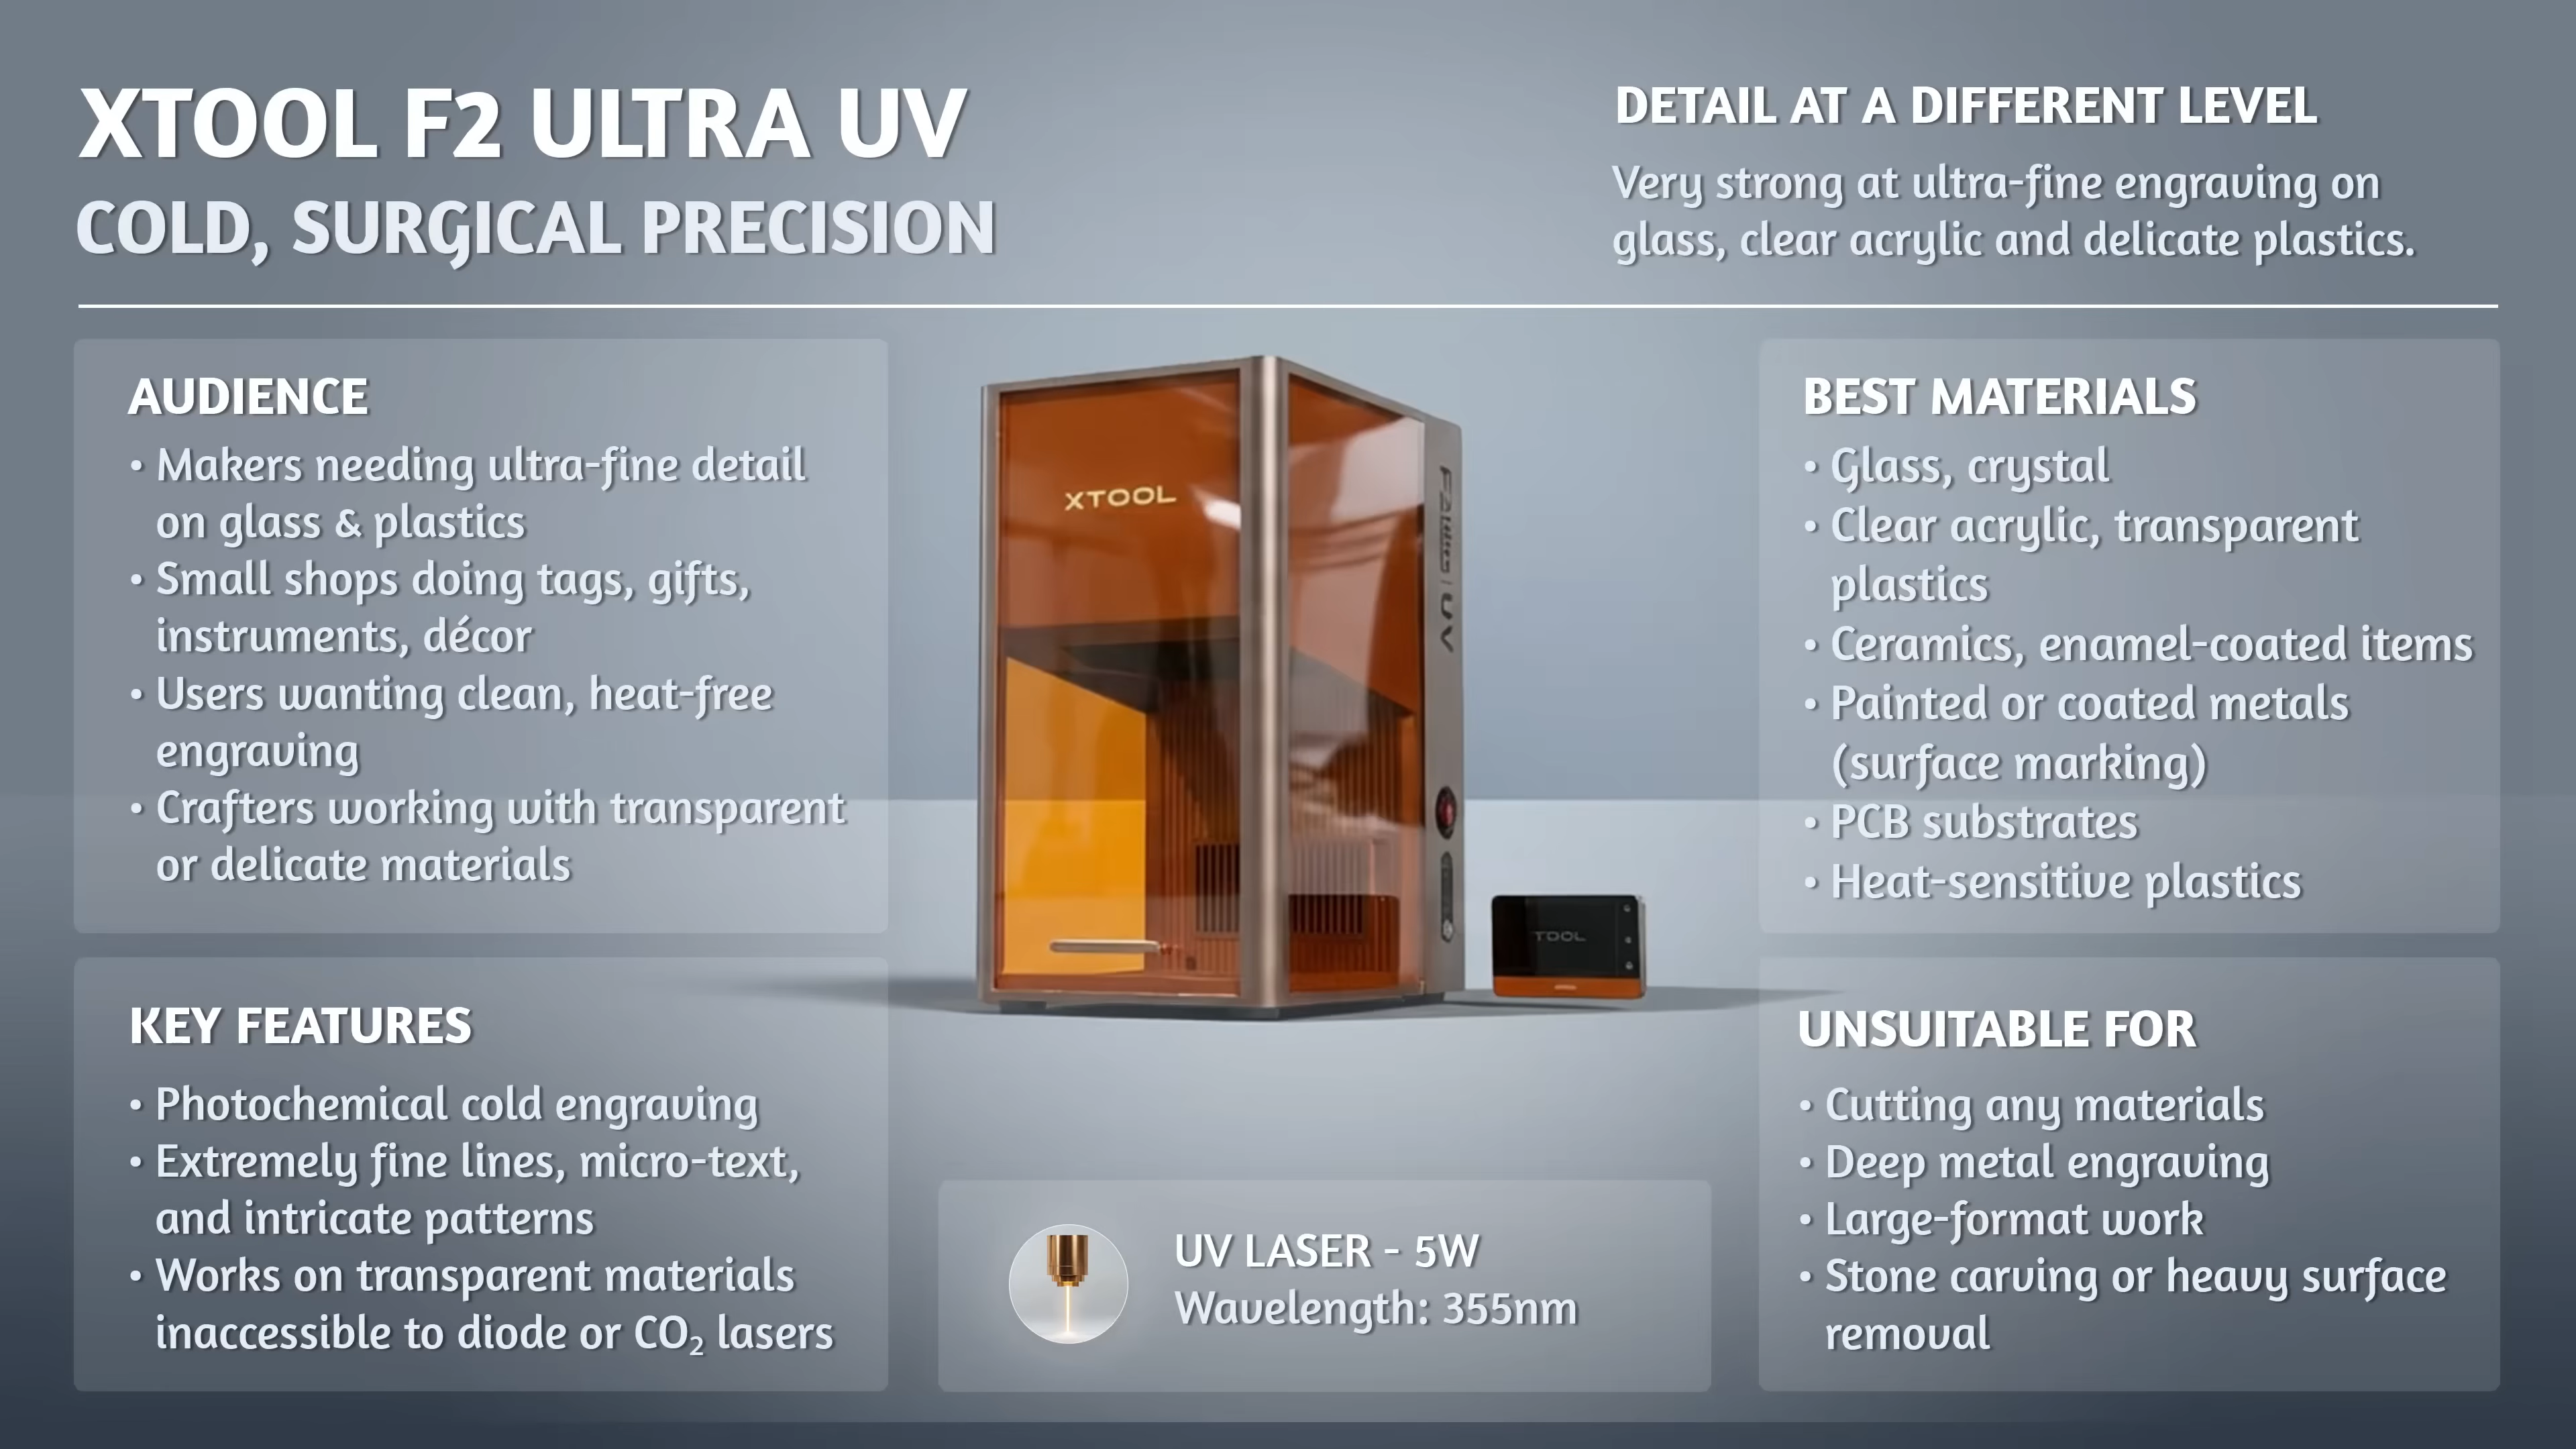 XTOOL F2 ULTRA UV
COLD, SURGICAL PRECISION
DETAIL AT A DIFFERENT LEVEL
Very strong at ultra-fine engraving on
glass, clear acrylic and delicate plastics.
AUDIENCE
• Makers needing ultra-fine detail
on glass & plastics
• Small shops doing tags, gifts,
instruments, décor
• Users wanting clean, heat-free
engraving
• Crafters working with transparent
or delicate materials
KEY FEATURES
• Photochemical cold engraving
• Extremely fine lines, micro-text,
and intricate patterns
• Works on transparent materials
inaccessible to diode or CO₂ lasers
XTOOL
F2 Ultra | UV
TOOL
UV LASER - 5W
Wavelength: 355nm
BEST MATERIALS
• Glass, crystal
• Clear acrylic, transparent
plastics
• Ceramics, enamel-coated items
• Painted or coated metals
(surface marking)
• PCB substrates
• Heat-sensitive plastics
UNSUITABLE FOR
• Cutting any materials
• Deep metal engraving
• Large-format work
• Stone carving or heavy surface
removal